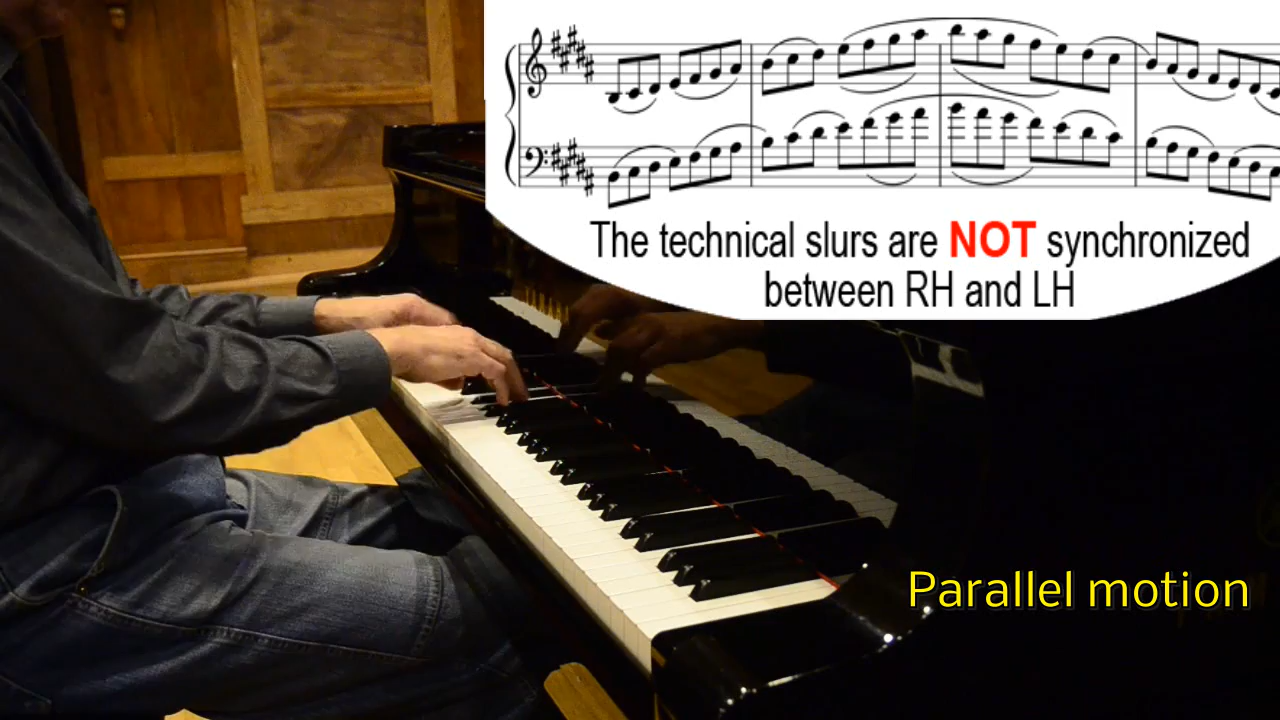 The technical slurs are NOT synchronized
between RH and LH
Parallel motion